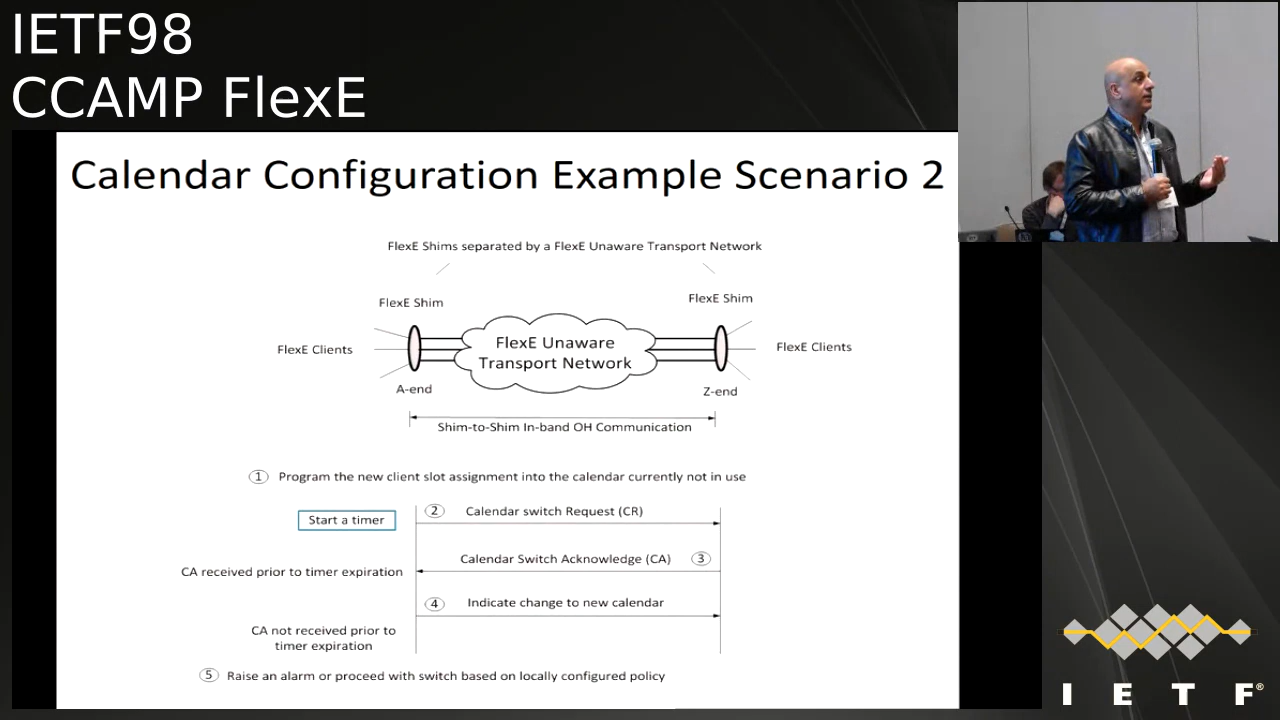 IETF98
CCAMP FlexE
Calendar Configuration Example Scenario 2
FlexE Shims separated by a FlexE Unaware Transport Network
FlexE Shim
FlexE Shim
FlexE Clients
FlexE Unaware
Transport Network
FlexE Clients
A-end
Z-end
Shim-to-Shim In-band OH Communication
1 Program the new client slot assignment into the calendar currently not in use
Start a timer
2 Calendar switch Request (CR)
Calendar Switch Acknowledge (CA) 3
CA received prior to timer expiration
4 Indicate change to new calendar
CA not received prior to
timer expiration
5 Raise an alarm or proceed with switch based on locally configured policy
I E T F®